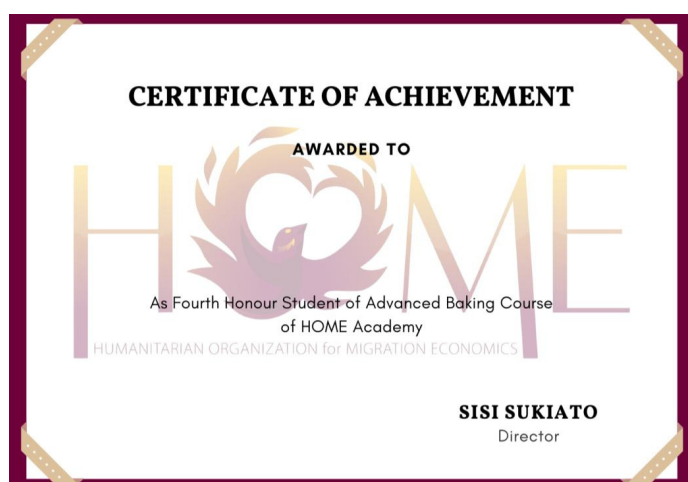 CERTIFICATE OF ACHIEVEMENT
AWARDED TO
HOME
As Fourth Honour Student of Advanced Baking Course
of HOME Academy
HUMANITARIAN ORGANIZATION for MIGRATION ECONOMICS
SISI SUKIATO
Director